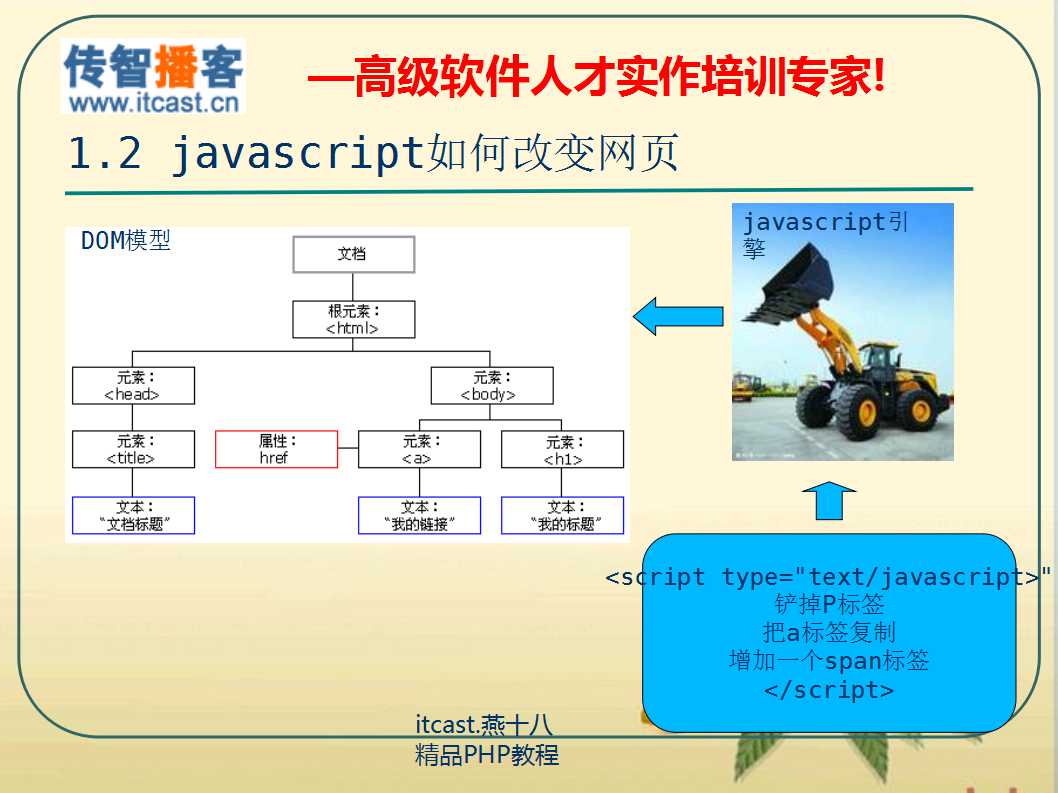 传智播客
www.itcast.cn
—高级软件人才实作培训专家!
1.2 javascript如何改变网页
DOM模型
文档
根元素：
<html>
元素：
<head>
元素：
<body>
元素：
<title>
属性：
href
元素：
<a>
元素：
<h1>
文本：
“文档标题”
文本：
“我的链接”
文本：
“我的标题”
javascript引
擎
<script type="text/javascript>"
铲掉P标签
把a标签复制
增加一个span标签
</script>
itcast.燕十八
精品PHP教程